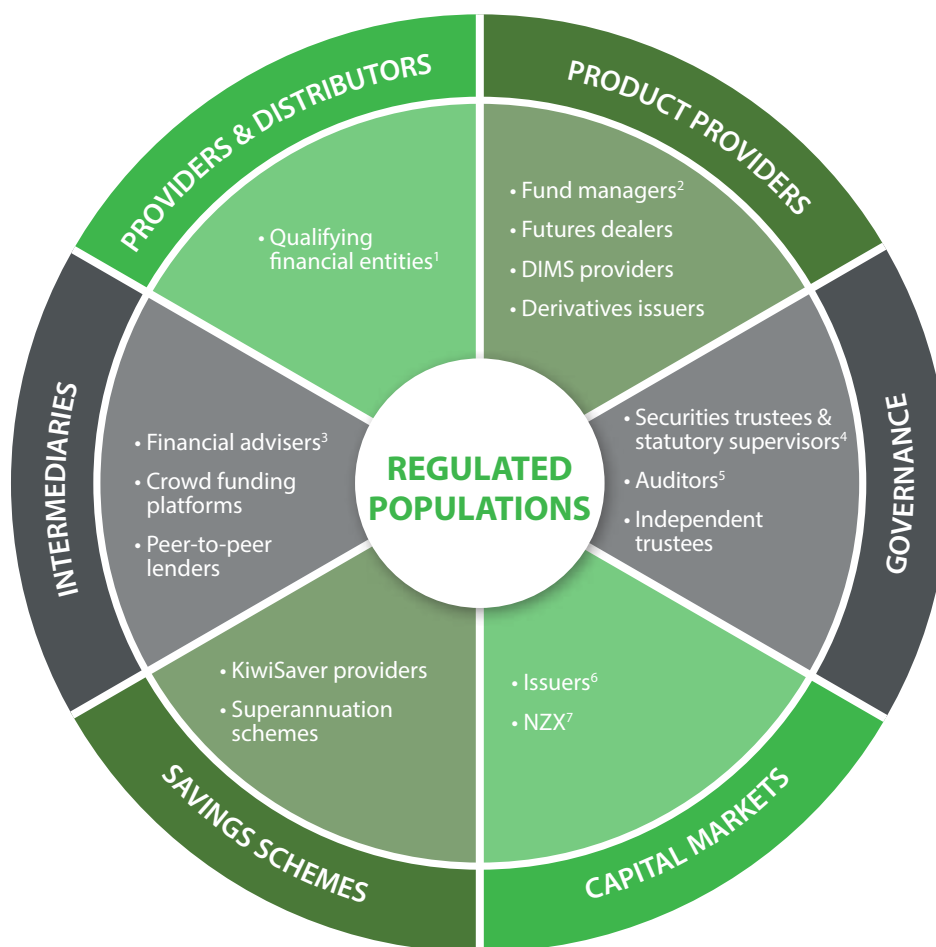 PROVIDERS & DISTRIBUTORS
• Qualifying
financial entities¹
PRODUCT PROVIDERS
• Fund managers²
• Futures dealers
• DIMS providers
• Derivatives issuers
INTERMEDIARIES
• Financial advisers³
• Crowd funding
platforms
• Peer-to-peer
lenders
REGULATED
POPULATIONS
GOVERNANCE
• Securities trustees &
statutory supervisors⁴
• Auditors⁵
• Independent
trustees
SAVINGS SCHEMES
• KiwiSaver providers
• Superannuation
schemes
CAPITAL MARKETS
• Issuers⁶
• NZX⁷